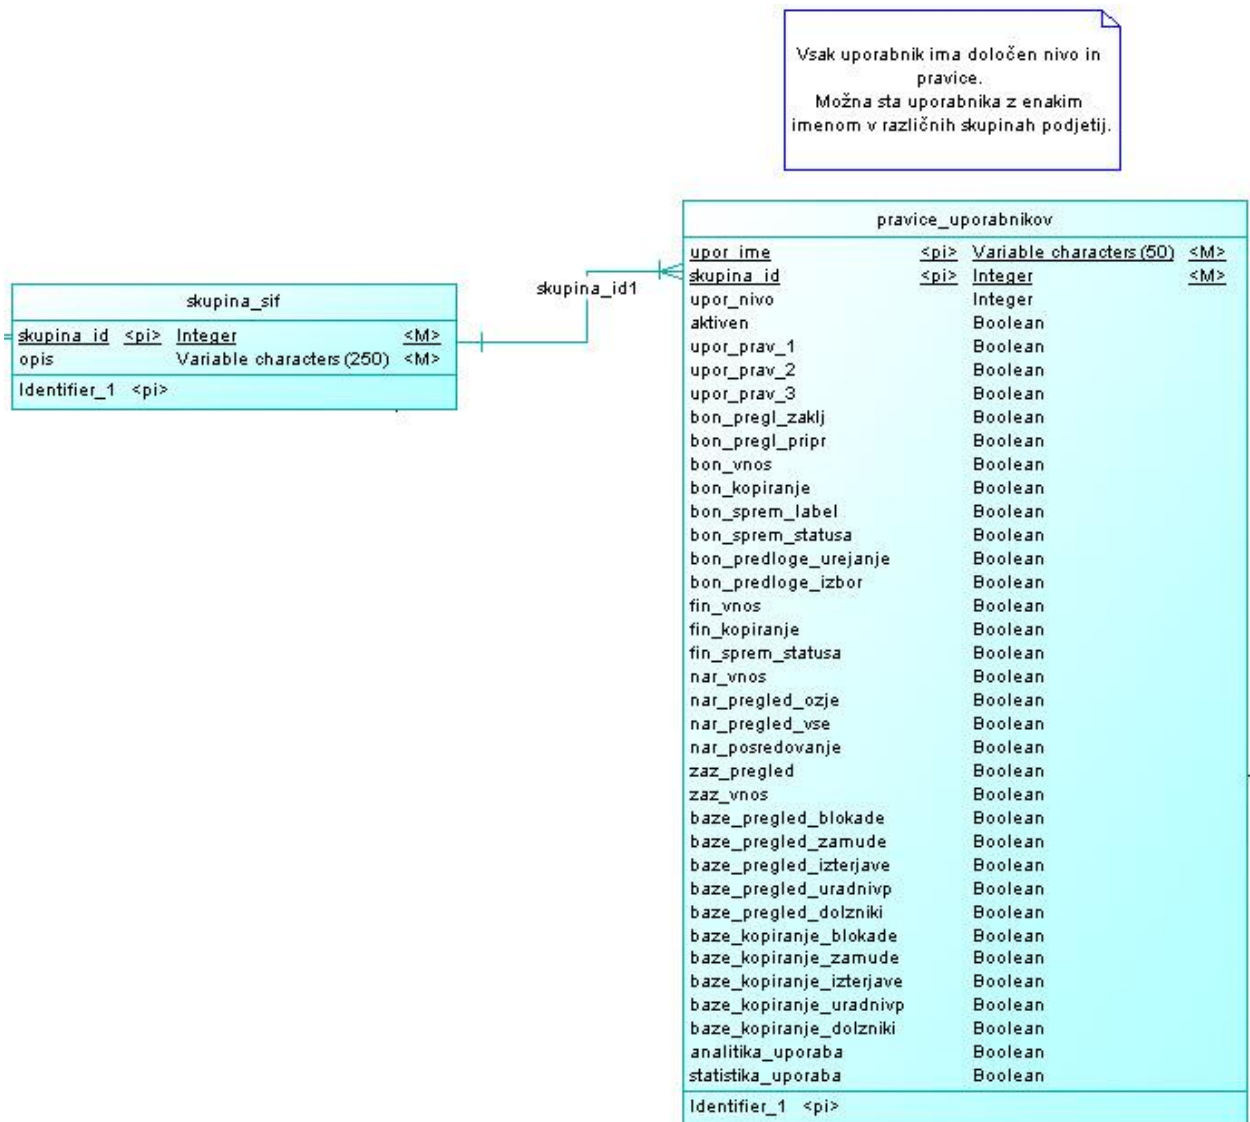 Vsak uporabnik ima določen nivo in
pravice.
Možna sta uporabnika z enakim
imenom v različnih skupinah podjetij.
skupina_sif
skupina_id <pi> Integer <M>
opis Variable characters (250) <M>
Identifier_1 <pi>
skupina_id1
pravice_uporabnikov
upor_ime <pi> Variable characters (50) <M>
skupina_id <pi> Integer <M>
upor_nivo Integer
aktiven Boolean
upor_prav_1 Boolean
upor_prav_2 Boolean
upor_prav_3 Boolean
bon_pregl_zaklj Boolean
bon_pregl_pripr Boolean
bon_vnos Boolean
bon_kopiranje Boolean
bon_sprem_label Boolean
bon_sprem_statusa Boolean
bon_predloge_urejanje Boolean
bon_predloge_izbor Boolean
fin_vnos Boolean
fin_kopiranje Boolean
fin_sprem_statusa Boolean
nar_vnos Boolean
nar_pregled_ozje Boolean
nar_pregled_vse Boolean
nar_posredovanje Boolean
zaz_pregled Boolean
zaz_vnos Boolean
baze_pregled_blokade Boolean
baze_pregled_zamude Boolean
baze_pregled_izterjave Boolean
baze_pregled_uradnivp Boolean
baze_pregled_dolzniki Boolean
baze_kopiranje_blokade Boolean
baze_kopiranje_zamude Boolean
baze_kopiranje_izterjave Boolean
baze_kopiranje_uradnivp Boolean
baze_kopiranje_dolzniki Boolean
analitika_uporaba Boolean
statistika_uporaba Boolean
Identifier_1 <pi>